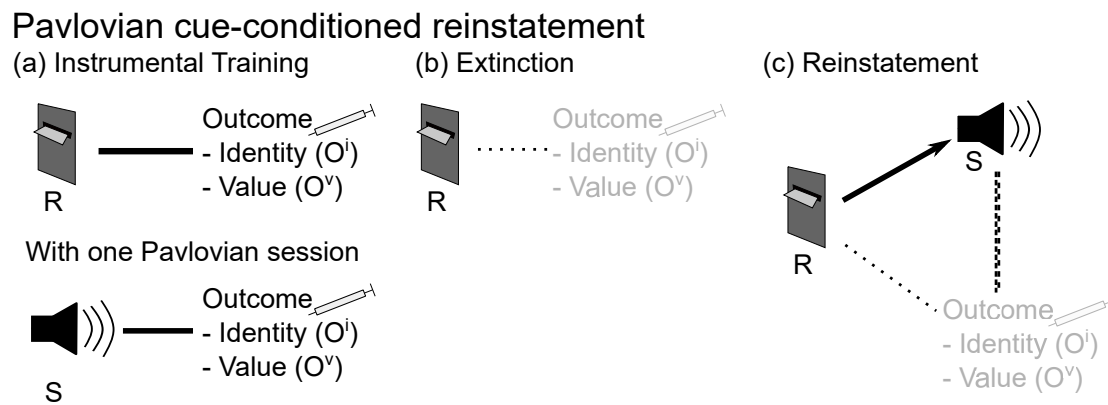 Pavlovian cue-conditioned reinstatement
(a) Instrumental Training
Outcome
- Identity (Oⁱ)
- Value (Oᵛ)
R
With one Pavlovian session
Outcome
- Identity (Oⁱ)
- Value (Oᵛ)
S
(b) Extinction
Outcome
- Identity (Oⁱ)
- Value (Oᵛ)
R
(c) Reinstatement
S
R
Outcome
- Identity (Oⁱ)
- Value (Oᵛ)